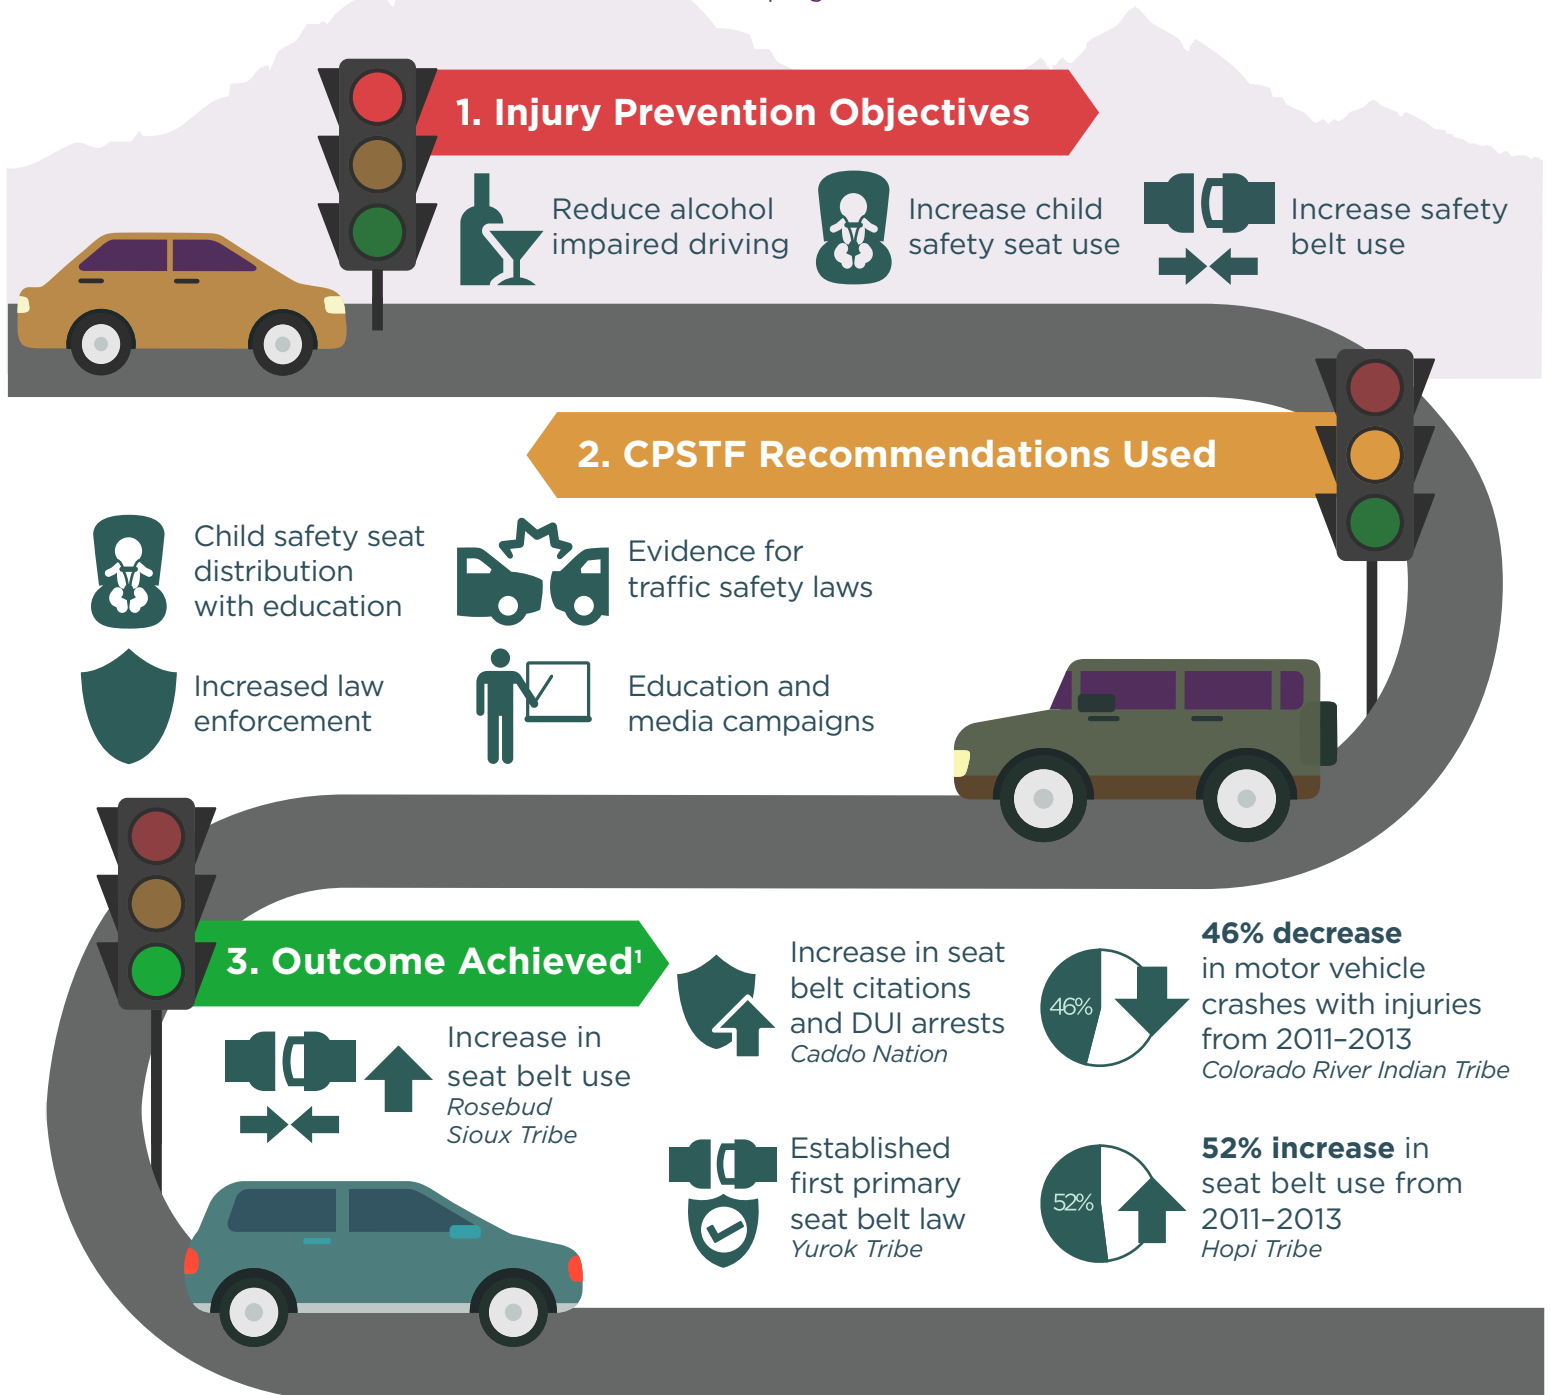 1. Injury Prevention Objectives
Reduce alcohol
impaired driving
Increase child
safety seat use
Increase safety
belt use
2. CPSTF Recommendations Used
Child safety seat
distribution
with education
Evidence for
traffic safety laws
Increased law
enforcement
Education and
media campaigns
3. Outcome Achieved¹
Increase in
seat belt use
Rosebud
Sioux Tribe
Increase in seat
belt citations
and DUI arrests
Caddo Nation
46%
46% decrease
in motor vehicle
crashes with injuries
from 2011–2013
Colorado River Indian Tribe
Established
first primary
seat belt law
Yurok Tribe
52%
52% increase in
seat belt use from
2011–2013
Hopi Tribe